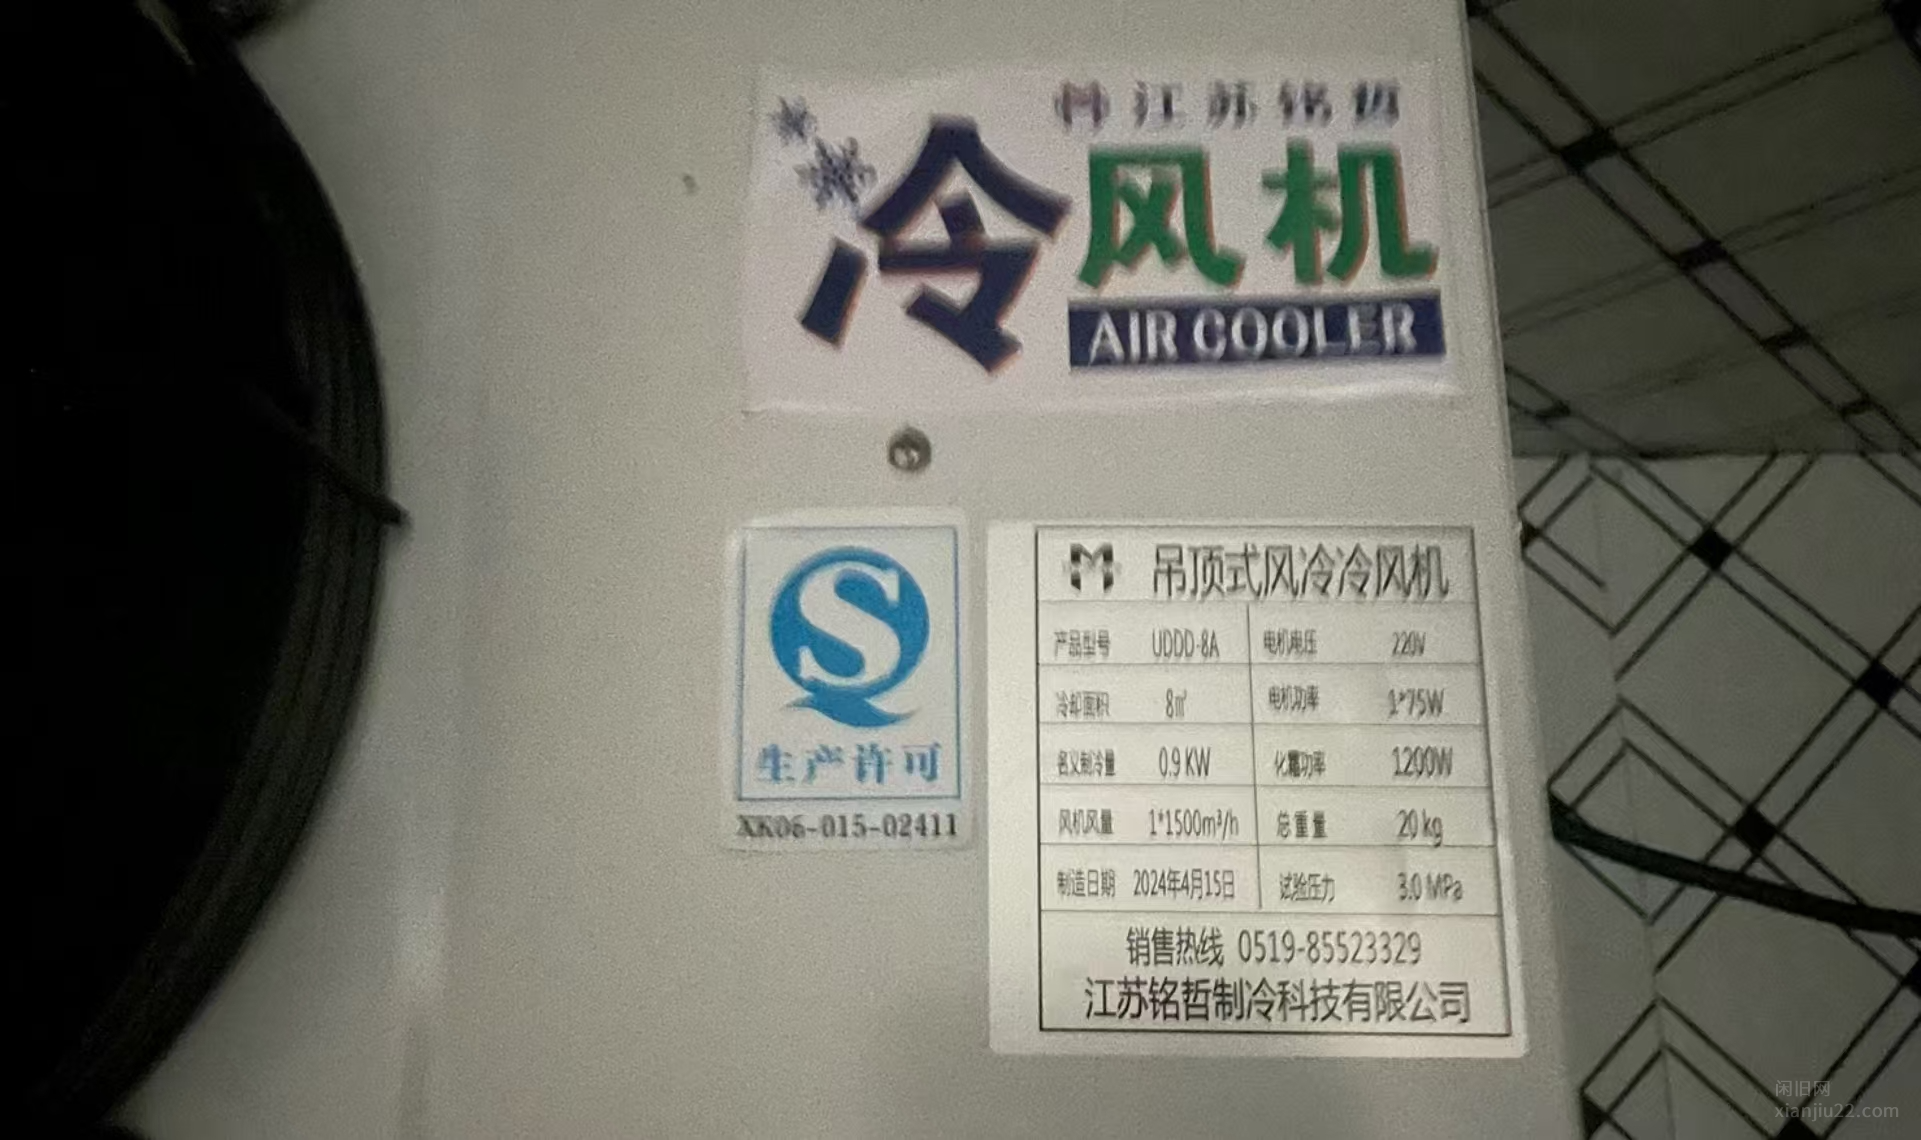 江苏铭哲
冷风机
AIR COOLER
S
生产许可
XK06-015-02411
吊顶式风冷冷风机
产品型号 UDDD-8A 电机电压 220V
冷却面积 8㎡ 电机功率 1*75W
名义制冷量 0.9 KW 化霜功率 1200W
风机风量 1*1500m³/h 总重量 20 kg
制造日期 2024年4月15日 试验压力 3.0 MPa
销售热线 0519-85523329
江苏铭哲制冷科技有限公司
闲旧网
xianjiu22.com